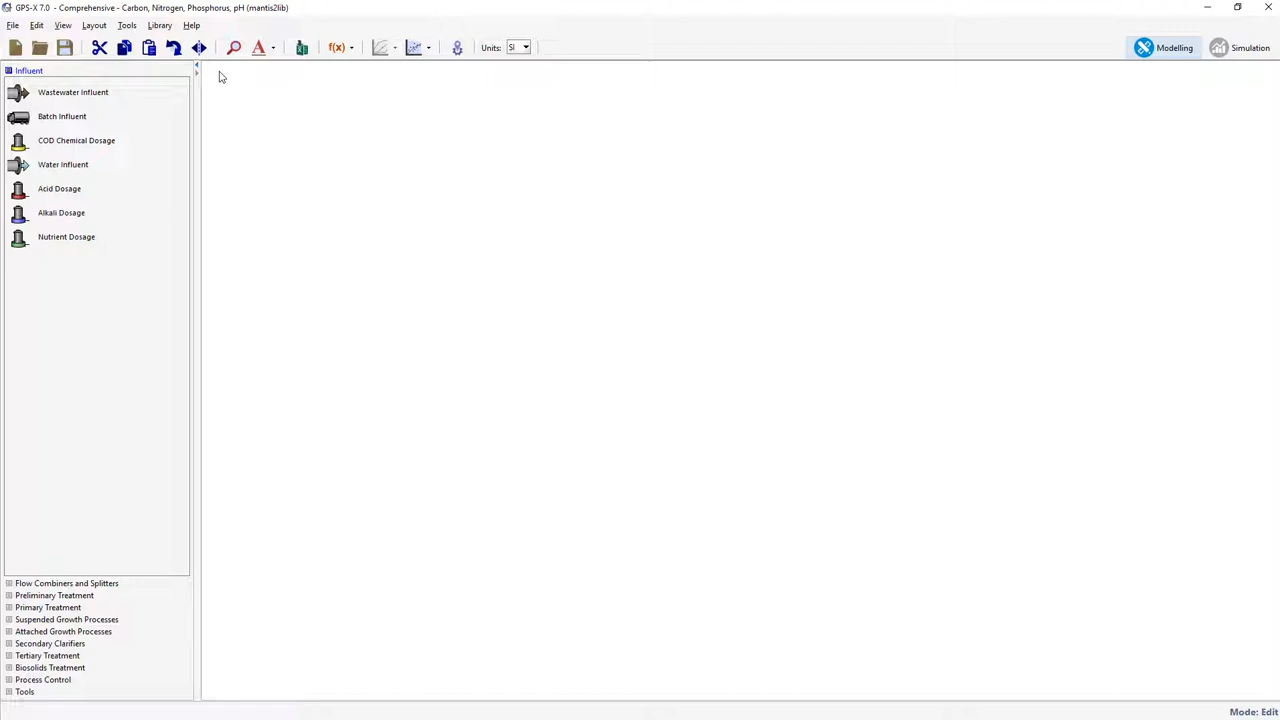 GPS-X 7.0 - Comprehensive - Carbon, Nitrogen, Phosphorus, pH (mantis2lib)
File Edit View Layout Tools Library Help
A f(x) Units: SI Modelling Simulation
Influent
Wastewater Influent
Batch Influent
COD Chemical Dosage
Water Influent
Acid Dosage
Alkali Dosage
Nutrient Dosage
Flow Combiners and Splitters
Preliminary Treatment
Primary Treatment
Suspended Growth Processes
Attached Growth Processes
Secondary Clarifiers
Tertiary Treatment
Biosolids Treatment
Process Control
Tools
Mode: Edit